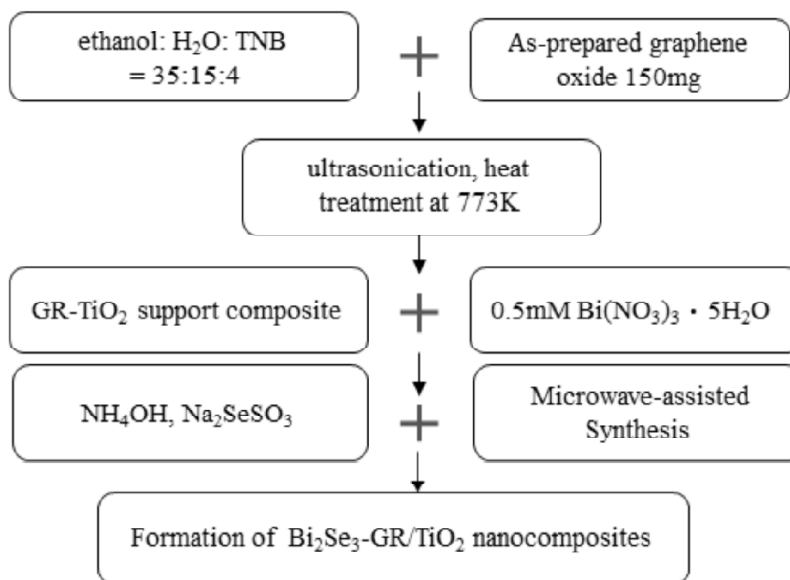 ethanol: H₂O: TNB
= 35:15:4
+
As-prepared graphene
oxide 150mg
ultrasonication, heat
treatment at 773K
GR-TiO₂ support composite
+
0.5mM Bi(NO₃)₃・5H₂O
NH₄OH, Na₂SeSO₃
+
Microwave-assisted
Synthesis
Formation of Bi₂Se₃-GR/TiO₂ nanocomposites